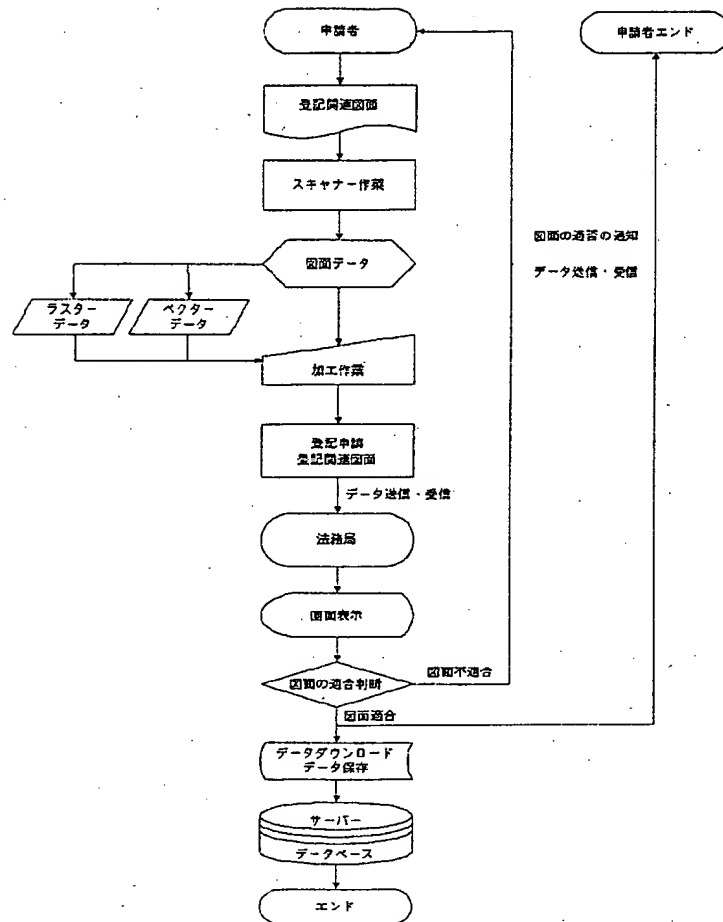 申請者
申請者エンド
登記関連図面
スキャナー作業
図面の適否の通知
データ送信・受信
図面データ
ラスター
データ
ベクター
データ
加工作業
登記申請
登記関連図面
データ送信・受信
法務局
画面表示
図面の適合判断
図面不適合
図面適合
データダウンロード
データ保存
サーバー
データベース
エンド